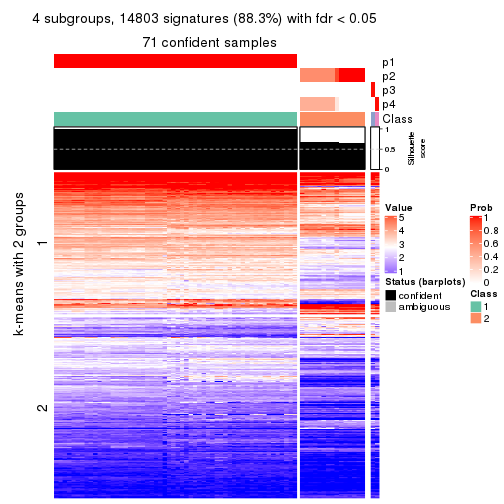 4 subgroups, 14803 signatures (88.3%) with fdr < 0.05
71 confident samples
p1
p2
p3
p4
Class
1
0.5
0
Silhouette
score
k-means with 2 groups
1
2
Value
5
4
3
2
1
Status (barplots)
confident
ambiguous
Prob
1
0.8
0.6
0.4
0.2
0
Class
1
2